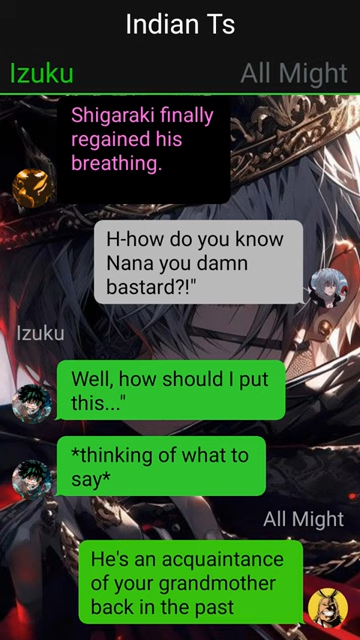 Indian Ts
Izuku
All Might
Shigaraki finally
regained his
breathing.
H-how do you know
Nana you damn
bastard?!"
Izuku
Well, how should I put
this..."
*thinking of what to
say*
All Might
He's an acquaintance
of your grandmother
back in the past